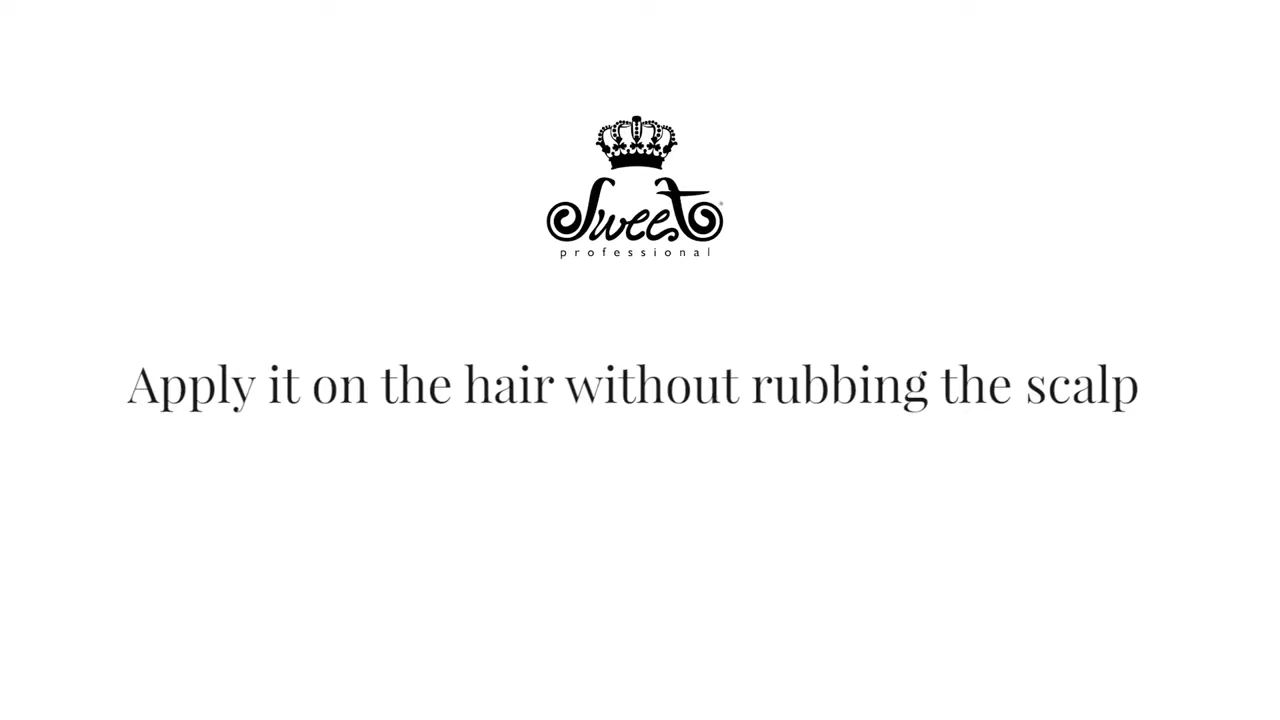 Sweet®
professional
Apply it on the hair without rubbing the scalp